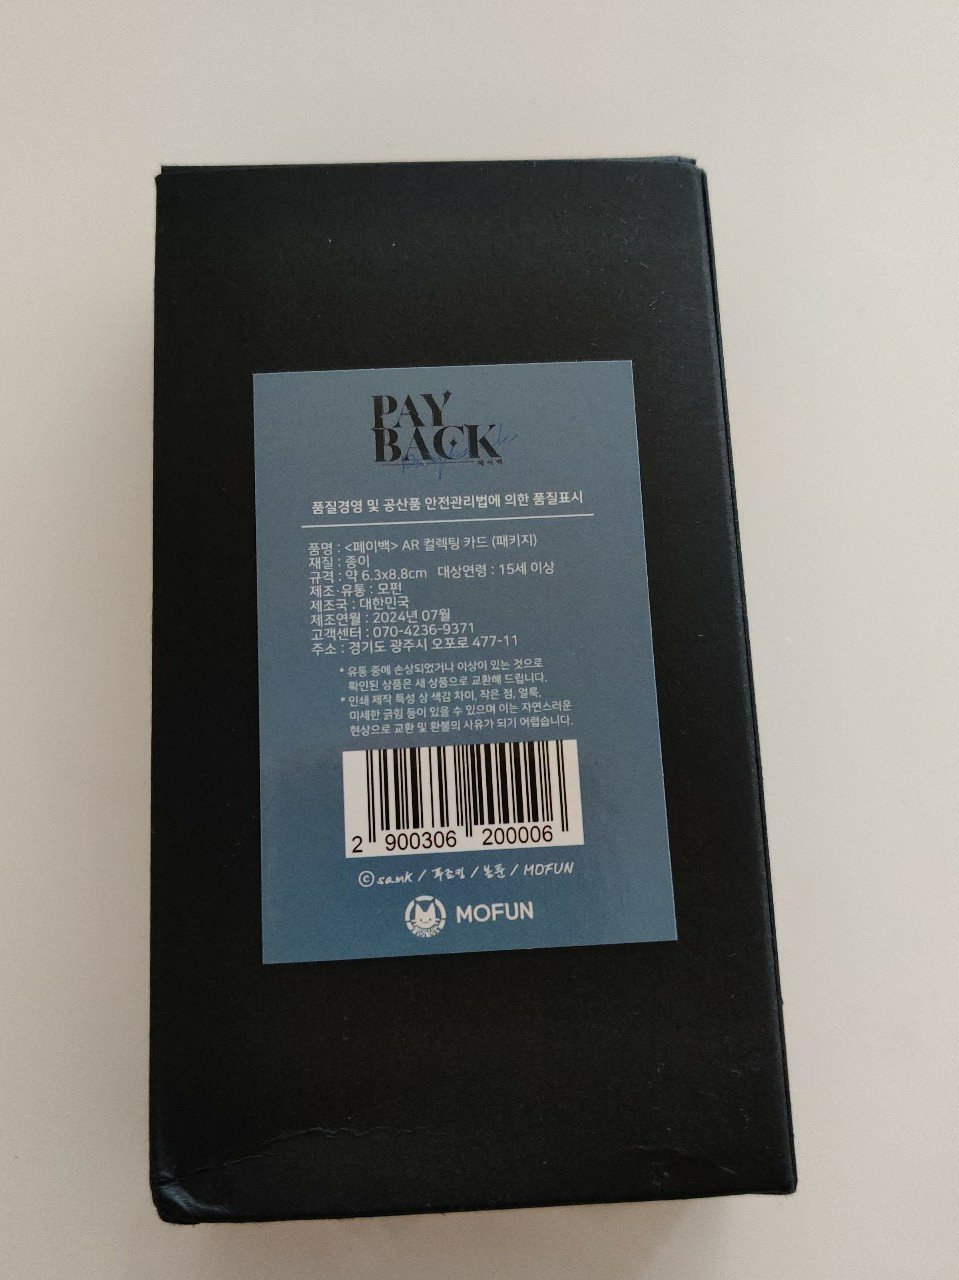 PAY
BACK
페이백
품질경영 및 공산품 안전관리법에 의한 품질표시
품명 : <페이백> AR 컬렉팅 카드 (패키지)
재질 : 종이
규격 : 약 6.3x8.8cm 대상연령 : 15세 이상
제조·유통 : 모펀
제조국 : 대한민국
제조연월 : 2024년 07월
고객센터 : 070-4236-9371
주소 : 경기도 광주시 오포로 477-11
* 유통 중에 손상되었거나 이상이 있는 것으로
확인된 상품은 새 상품으로 교환해 드립니다.
* 인쇄 제작 특성 상 색감 치이, 작은 점, 얼룩,
미세한 긁힘 등이 있을 수 있으며 이는 자연스러운
현상으로 교환 및 환불의 사유가 되기 어렵습니다.
2 900306 200006
©samk / / / MOFUN
MOFUN